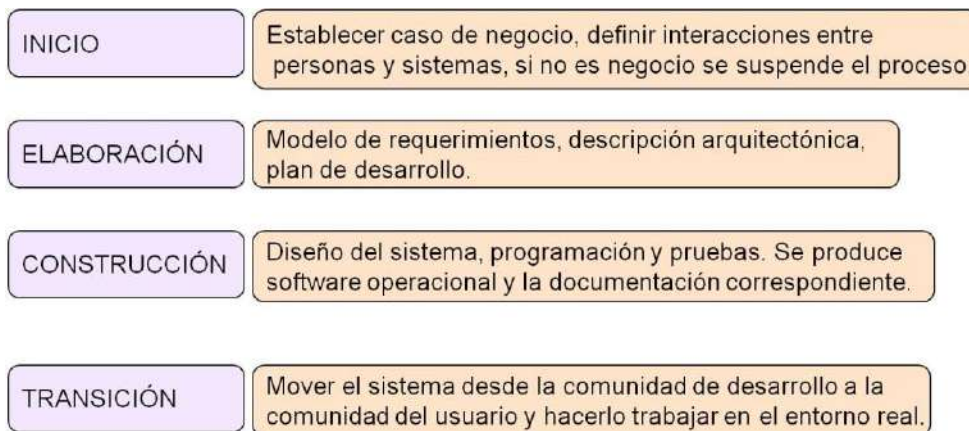 INICIO
Establecer caso de negocio, definir interacciones entre
personas y sistemas, si no es negocio se suspende el proceso
ELABORACIÓN
Modelo de requerimientos, descripción arquitectónica,
plan de desarrollo.
CONSTRUCCIÓN
Diseño del sistema, programación y pruebas. Se produce
software operacional y la documentación correspondiente.
TRANSICIÓN
Mover el sistema desde la comunidad de desarrollo a la
comunidad del usuario y hacerlo trabajar en el entorno real.